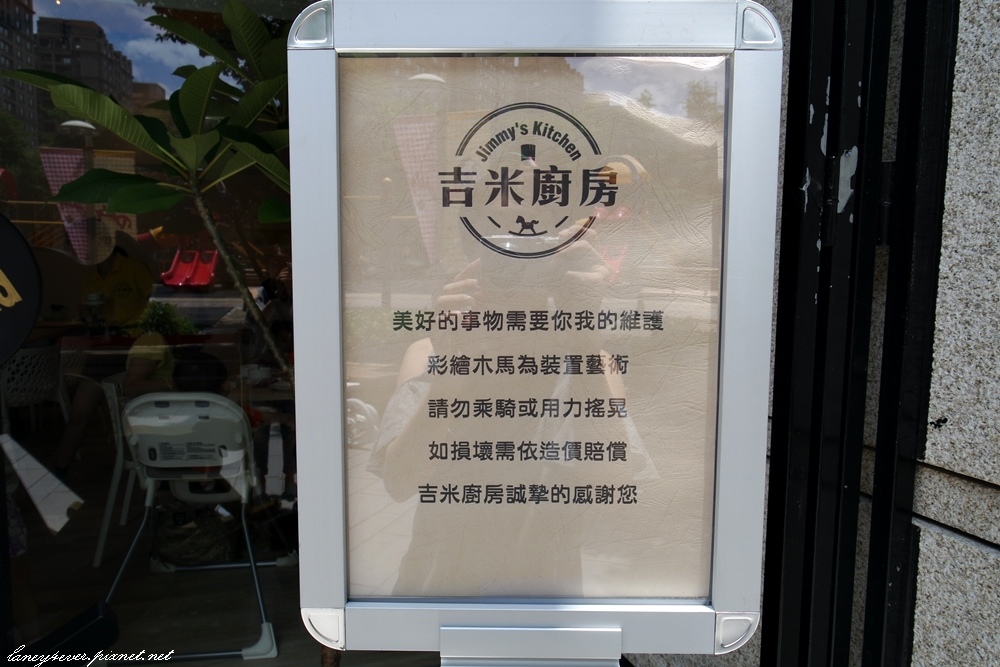 Jimmy's Kitchen
吉米廚房
美好的事物需要你我的維護
彩繪木馬為裝置藝術
請勿乘騎或用力搖晃
如損壞需依造價賠償
吉米廚房誠摯的感謝您
laney4ever.pixnet.net